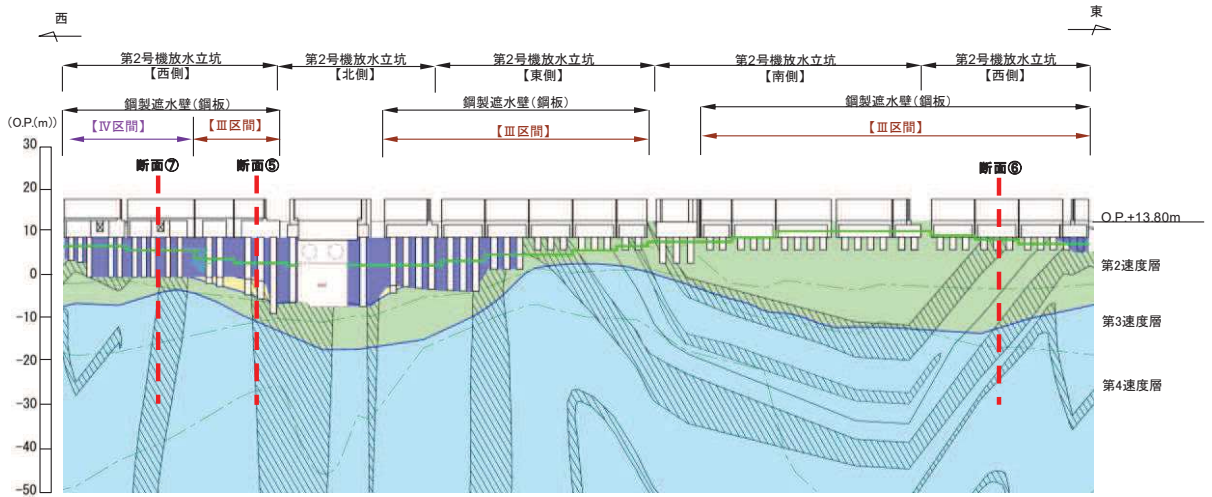 西
東
第2号機放水立坑
【西側】
第2号機放水立坑
【北側】
第2号機放水立坑
【東側】
第2号機放水立坑
【南側】
第2号機放水立坑
【西側】
鋼製遮水壁(鋼板)
鋼製遮水壁(鋼板)
鋼製遮水壁(鋼板)
【Ⅳ区間】
【Ⅲ区間】
【Ⅲ区間】
【Ⅲ区間】
(O.P.(m))
断面⑦
断面⑤
断面⑥
30
20
10
0
-10
-20
-30
-40
-50
O.P.+13.80m
第2速度層
第3速度層
第4速度層